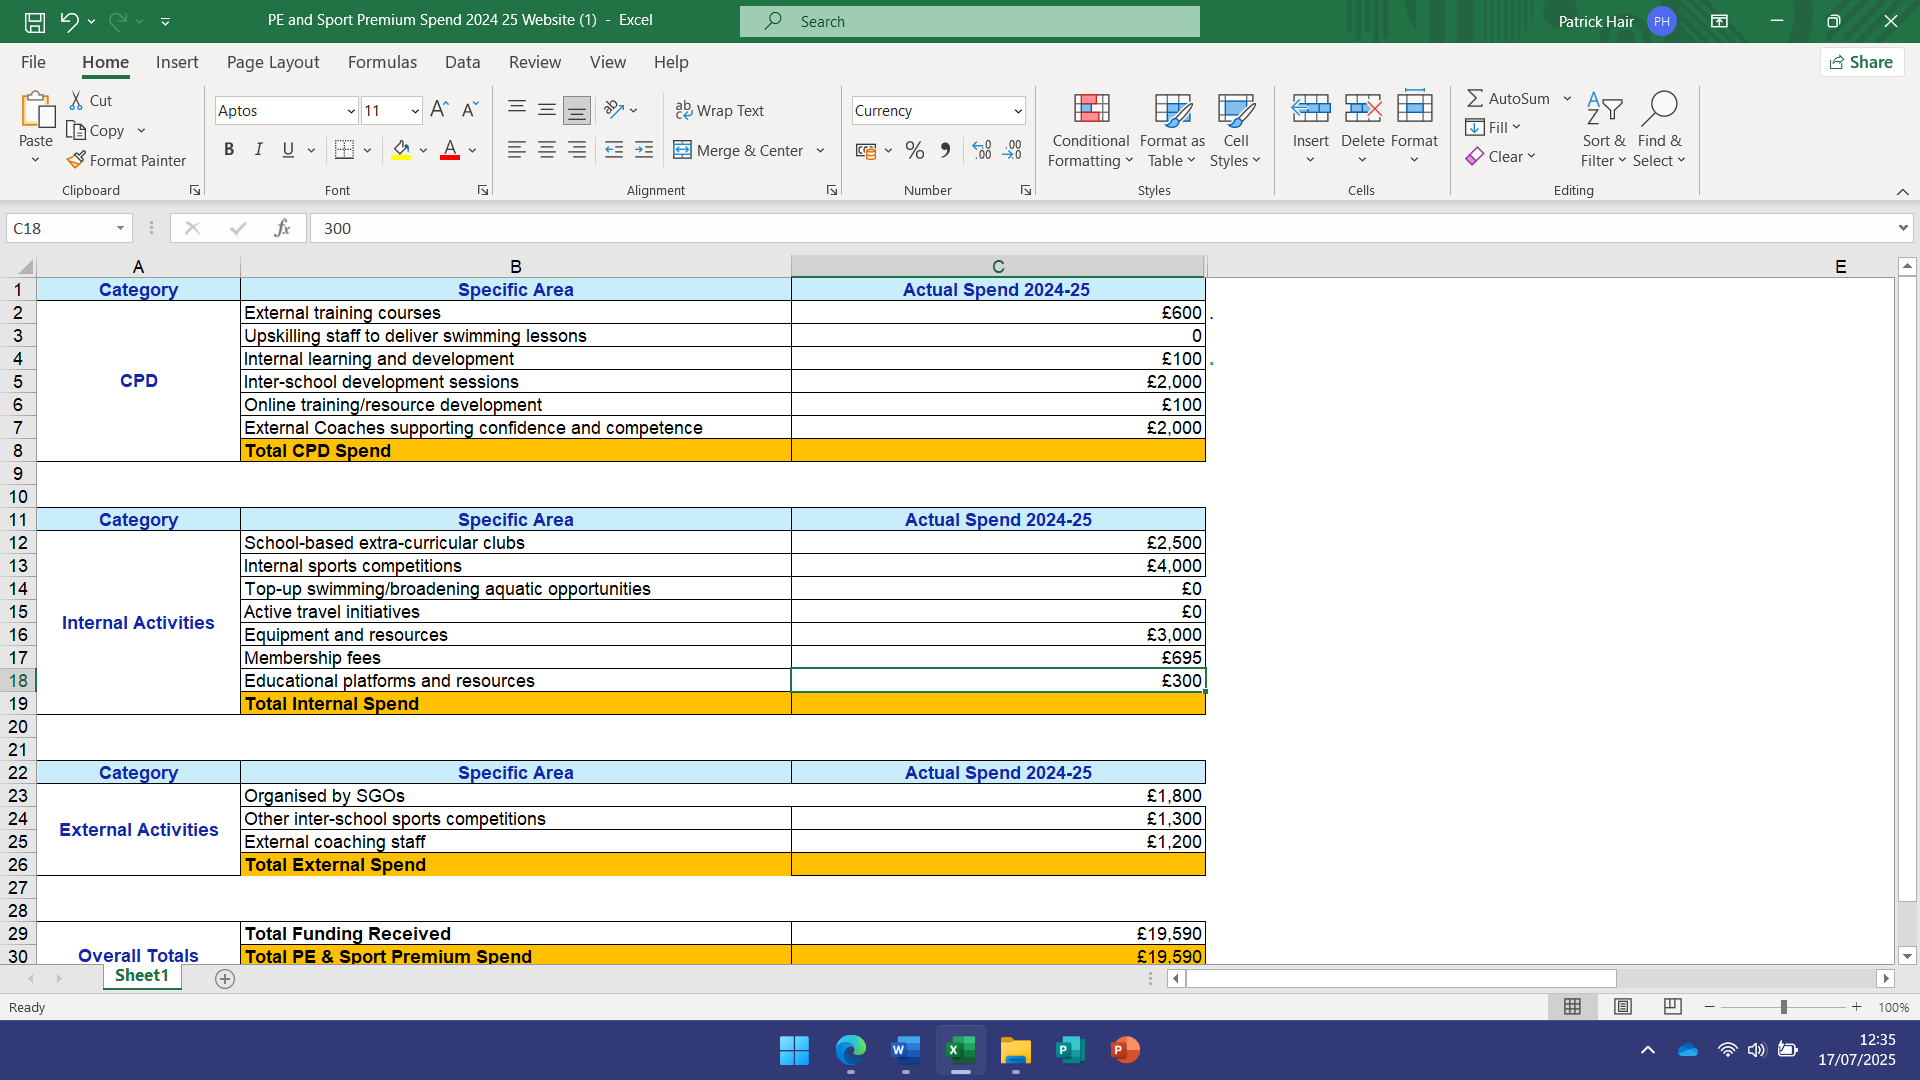 PE and Sport Premium Spend 2024 25 Website (1) - Excel
Search
Patrick Hair PH
File Home Insert Page Layout Formulas Data Review View Help Share
Paste Cut Copy Format Painter Clipboard
Aptos 11 B I U Font
Wrap Text Merge & Center Alignment
Currency % Number
Conditional Formatting Format as Table Cell Styles Styles
Insert Delete Format Cells
AutoSum Fill Clear Sort & Filter Find & Select Editing
C18 fx 300
A B C E
1 Category Specific Area Actual Spend 2024-25
2 External training courses £600 .
3 Upskilling staff to deliver swimming lessons 0
4 Internal learning and development £100 .
5 CPD Inter-school development sessions £2,000
6 Online training/resource development £100
7 External Coaches supporting confidence and competence £2,000
8 Total CPD Spend
9
10
11 Category Specific Area Actual Spend 2024-25
12 School-based extra-curricular clubs £2,500
13 Internal sports competitions £4,000
14 Top-up swimming/broadening aquatic opportunities £0
15 Active travel initiatives £0
16 Internal Activities Equipment and resources £3,000
17 Membership fees £695
18 Educational platforms and resources £300
19 Total Internal Spend
20
21
22 Category Specific Area Actual Spend 2024-25
23 Organised by SGOs £1,800
24 External Activities Other inter-school sports competitions £1,300
25 External coaching staff £1,200
26 Total External Spend
27
28
29 Total Funding Received £19,590
30 Overall Totals Total PE & Sport Premium Spend £19,590
Sheet1
Ready 100%
12:35
17/07/2025